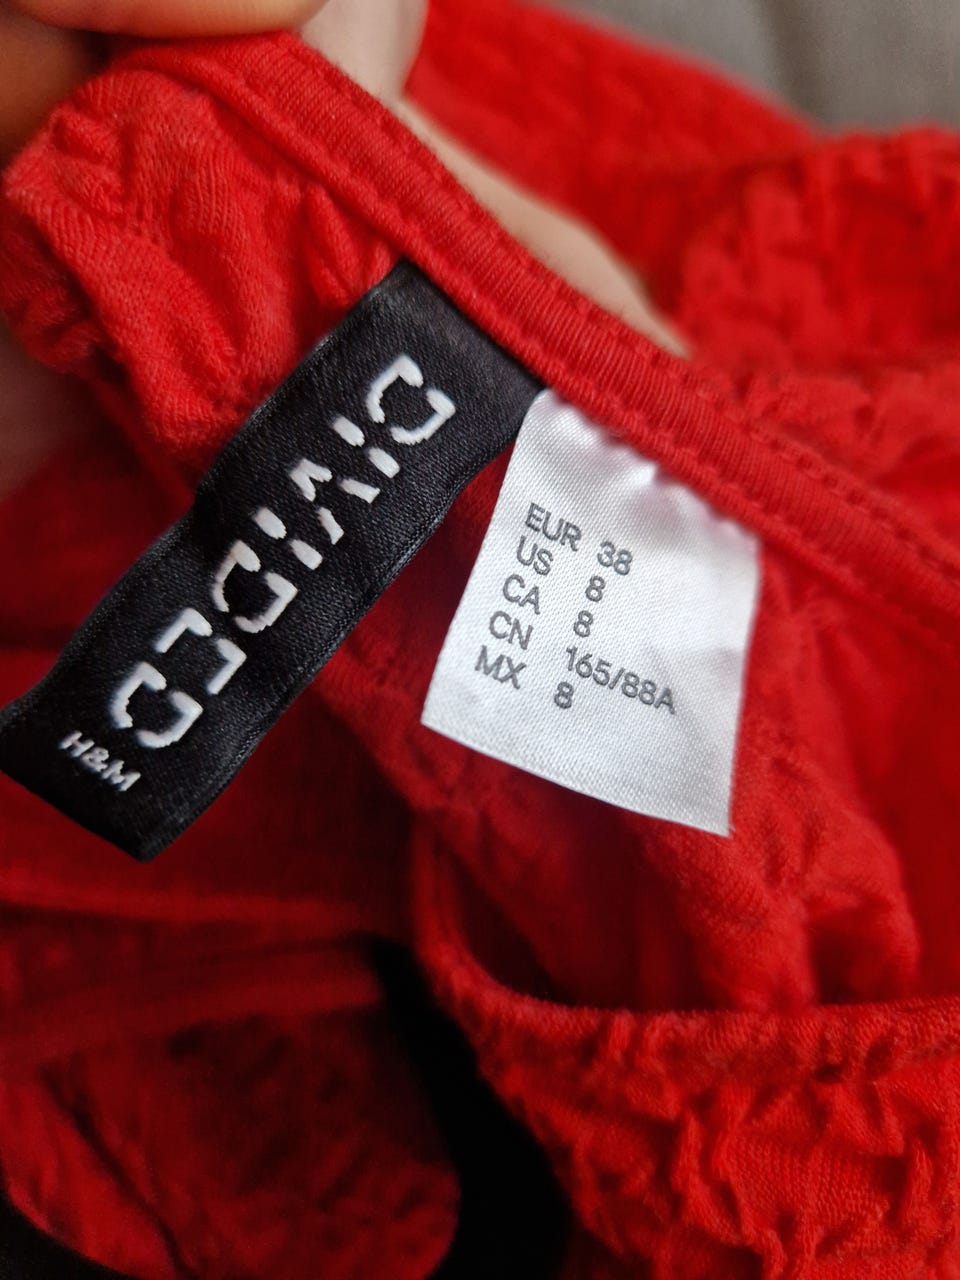 DIVIDED
H&M
EUR 38
US 8
CA 8
CN 165/88A
MX 8